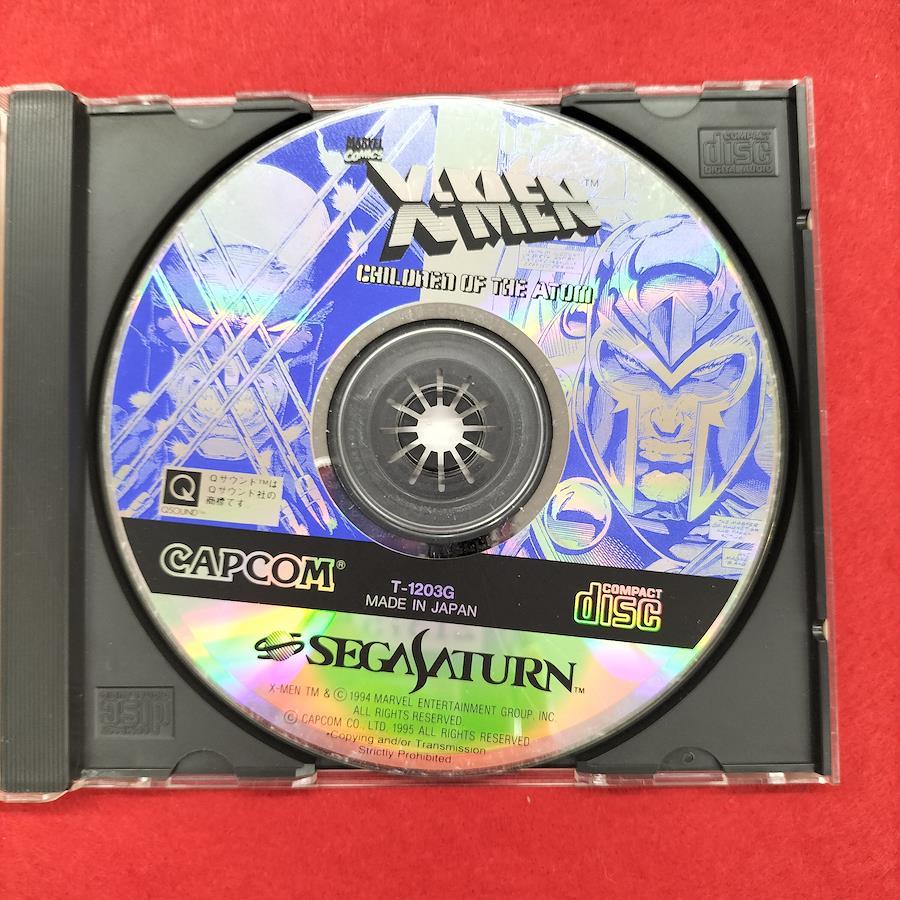 COMPACT
disc
DIGITAL AUDIO
MARVEL
COMICS
X-MEN™
CHILDREN OF THE ATOM
Q
Qサウンド™は
Qサウンド社の
商標です
QSOUND™
CAPCOM®
T-1203G
MADE IN JAPAN
COMPACT
disc
SEGA SATURN™
X-MEN TM & © 1994 MARVEL ENTERTAINMENT GROUP, INC.
ALL RIGHTS RESERVED.
© CAPCOM CO., LTD. 1995 ALL RIGHTS RESERVED
•Copying and/or Transmission
Strictly Prohibited